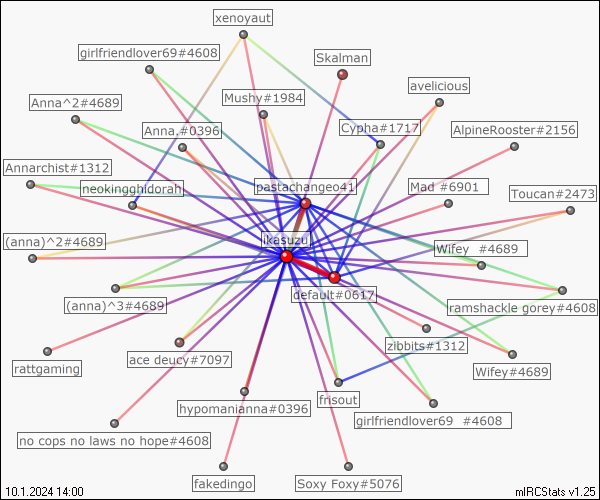 xenoyaut
girlfriendlover69#4608
Skalman
avelicious
Anna^2#4689
Mushy#1984
Anna,#0396
Cypha#1717
AlpineRooster#2156
Annarchist#1312
neokingghidorah
pastachangeo41
Mad #6901
Toucan#2473
(anna)^2#4689
ikasuzu
Wifey  #4689
(anna)^3#4689
default#0617
ramshackle gorey#4608
rattgaming
ace deucy#7097
zibbits#1312
Wifey#4689
hypomanianna#0396
frisout
girlfriendlover69  #4608
no cops no laws no hope#4608
fakedingo
Soxy Foxy#5076
10.1.2024 14:00
mIRCStats v1.25